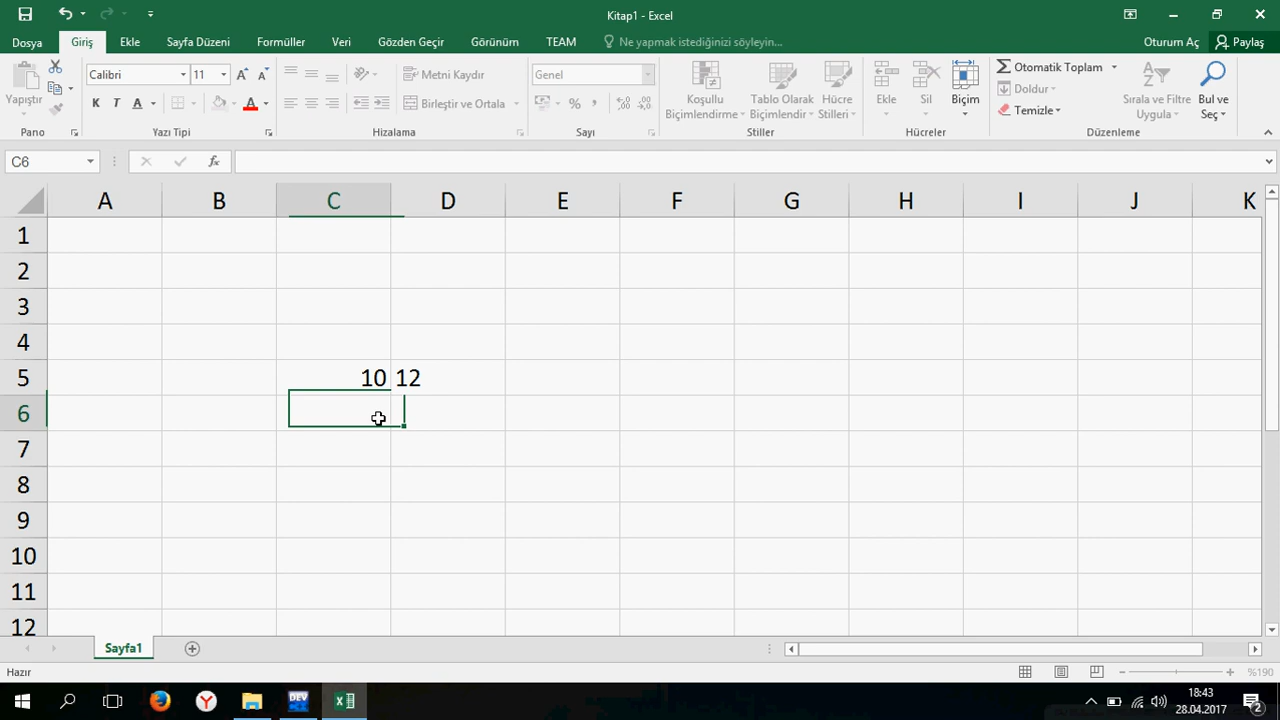 Kitap1 - Excel
Dosya Giriş Ekle Sayfa Düzeni Formüller Veri Gözden Geçir Görünüm TEAM Ne yapmak istediğinizi söyleyin... Oturum Aç Paylaş
Yapıştır
Pano
Calibri 11
K T A A
Yazı Tipi
Metni Kaydır
Birleştir ve Ortala
Hizalama
Genel
%
Sayı
Koşullu Biçimlendirme
Tablo Olarak Biçimlendir
Hücre Stilleri
Stiller
Ekle
Sil
Biçim
Hücreler
Otomatik Toplam
Doldur
Temizle
Sırala ve Filtre Uygula
Bul ve Seç
Düzenleme
C6 fx
A B C D E F G H I J K
1
2
3
4
5 10 12
6
7
8
9
10
11
12
Sayfa1
Hazır %190
DEV
18:43
28.04.2017
2